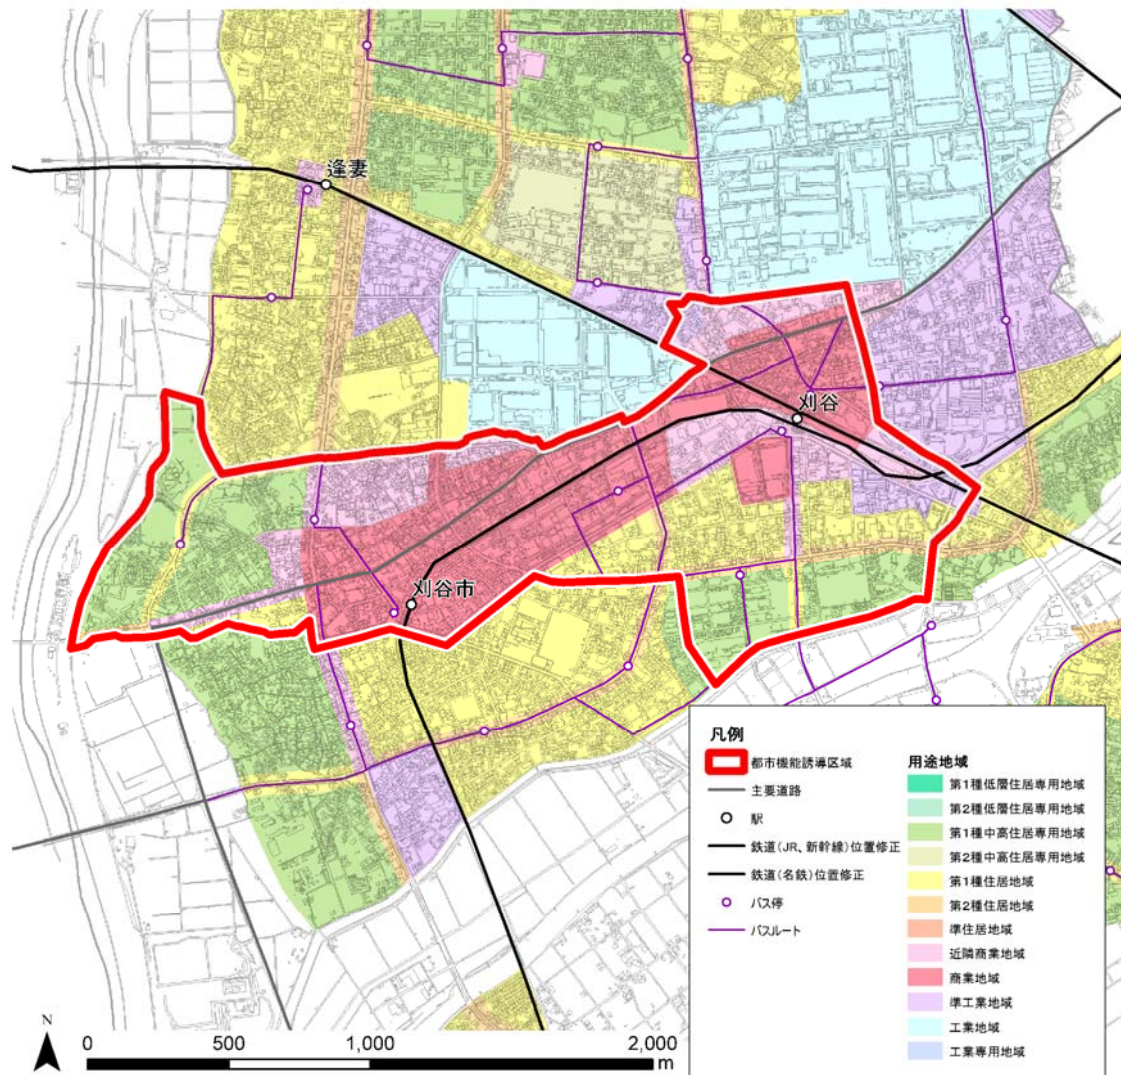 逢妻
刈谷
刈谷市
凡例
都市機能誘導区域
主要道路
駅
鉄道(JR、新幹線)位置修正
鉄道(名鉄)位置修正
バス停
バスルート
用途地域
第1種低層住居専用地域
第2種低層住居専用地域
第1種中高住居専用地域
第2種中高住居専用地域
第1種住居地域
第2種住居地域
準住居地域
近隣商業地域
商業地域
準工業地域
工業地域
工業専用地域
N
0 500 1,000 2,000
m